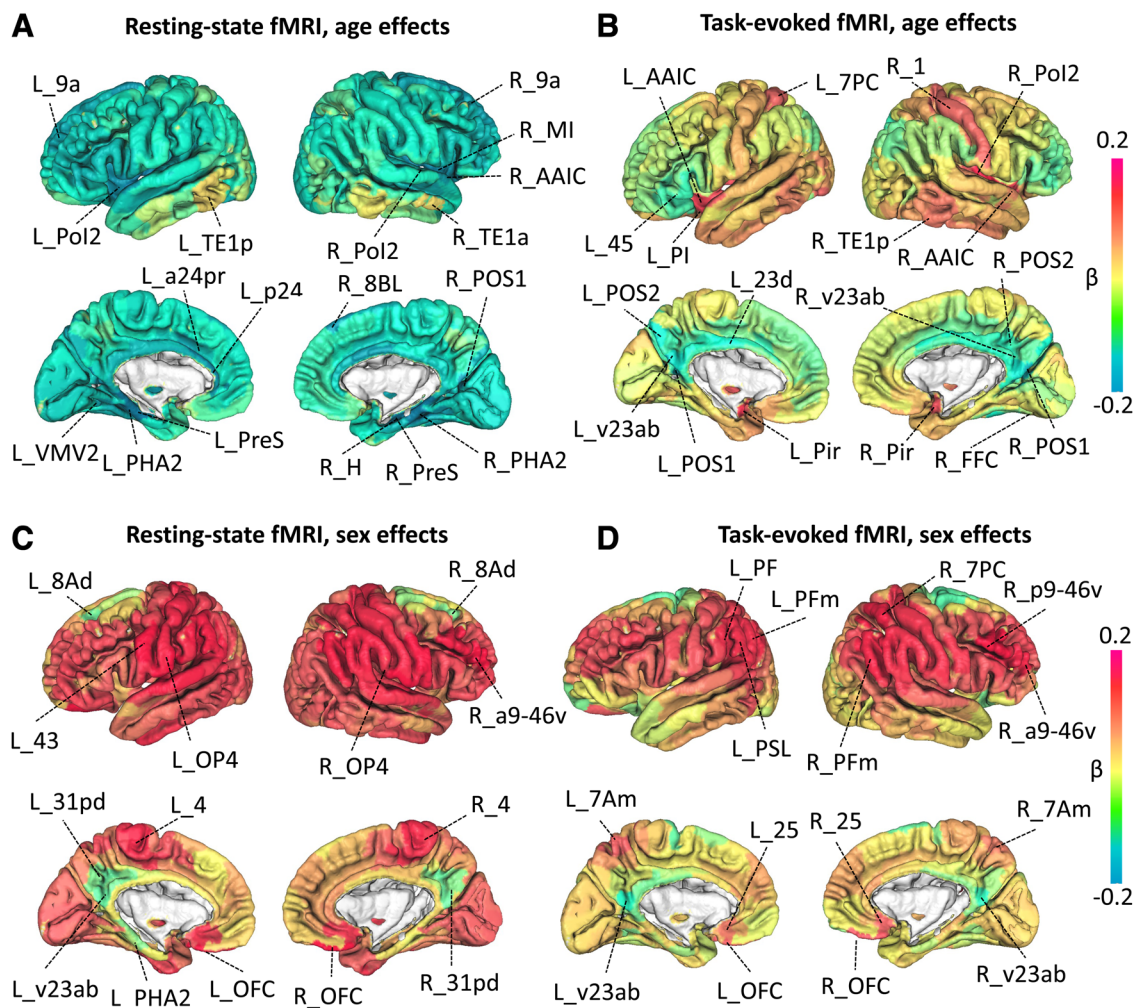 A Resting-state fMRI, age effects
L_9a
R_9a
R_MI
R_AAIC
L_PoI2
L_TE1p
R_PoI2
R_TE1a
L_a24pr
L_p24
R_8BL
R_POS1
L_VMV2
L_PHA2
L_PreS
R_H
R_PreS
R_PHA2
B Task-evoked fMRI, age effects
L_AAIC
L_7PC
R_1
R_PoI2
L_45
L_PI
R_TE1p
R_AAIC
L_POS2
L_23d
R_v23ab
R_POS2
L_v23ab
L_POS1
L_Pir
R_Pir
R_FFC
R_POS1
0.2
β
-0.2
C Resting-state fMRI, sex effects
L_8Ad
R_8Ad
L_43
L_OP4
R_OP4
R_a9-46v
L_31pd
L_4
R_4
L_v23ab
L_PHA2
L_OFC
R_OFC
R_31pd
D Task-evoked fMRI, sex effects
L_PF
L_PFm
R_7PC
R_p9-46v
L_PSL
R_PFm
R_a9-46v
L_7Am
L_25
R_25
R_7Am
L_v23ab
L_OFC
R_OFC
R_v23ab
0.2
β
-0.2